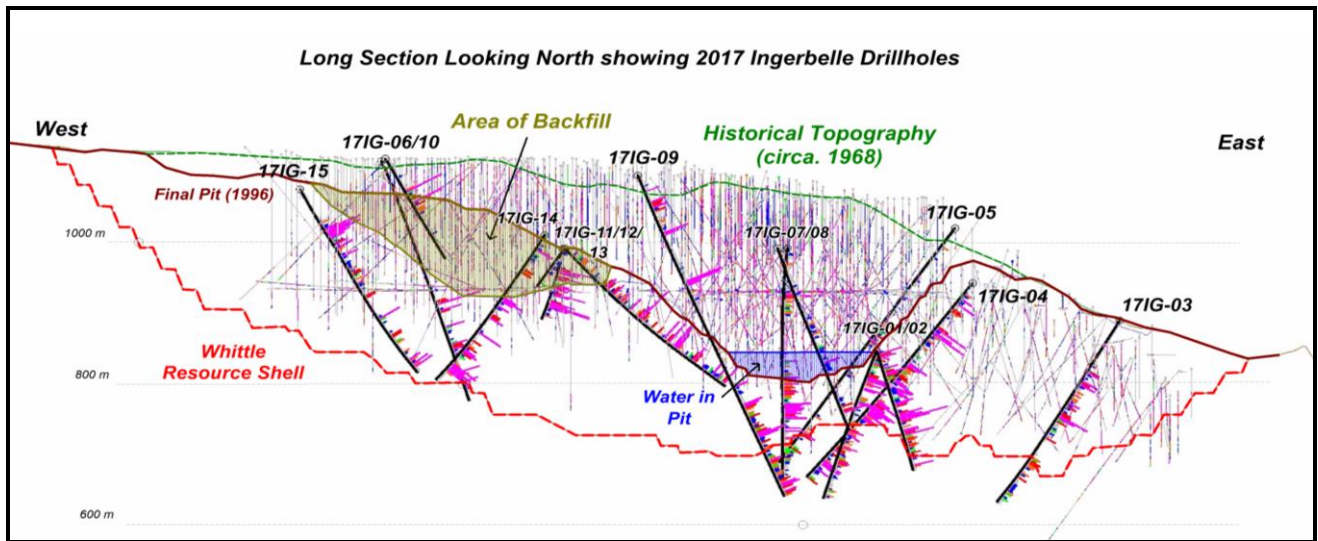 Long Section Looking North showing 2017 Ingerbelle Drillholes
West
Area of Backfill
Historical Topography
(circa. 1968)
East
17IG-06/10
17IG-09
17IG-15
Final Pit (1996)
17IG-14
17IG-11/12/
13
17IG-07/08
17IG-05
1000 m
17IG-04
17IG-03
17IG-01/02
Whittle
Resource Shell
800 m
Water in
Pit
600 m